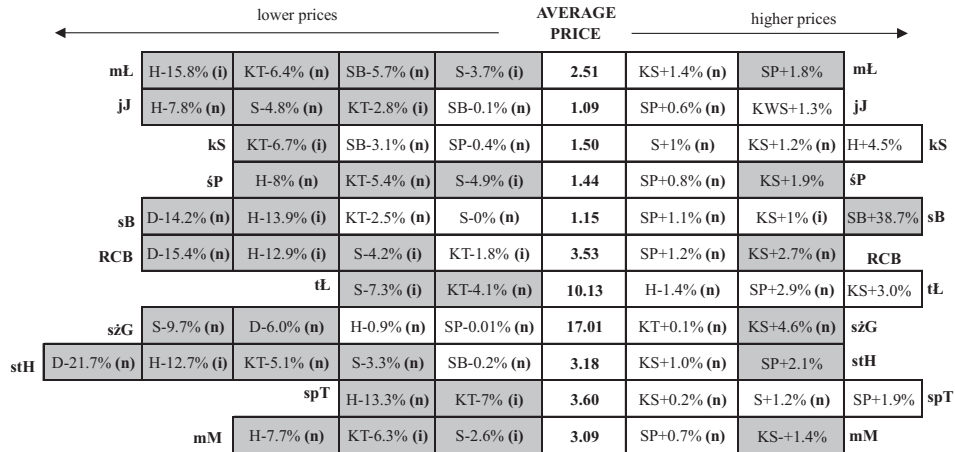 lower prices AVERAGE PRICE higher prices
mŁ H-15.8% (i) KT-6.4% (n) SB-5.7% (n) S-3.7% (i) 2.51 KS+1.4% (n) SP+1.8% mŁ
jJ H-7.8% (n) S-4.8% (n) KT-2.8% (i) SB-0.1% (n) 1.09 SP+0.6% (n) KWS+1.3% jJ
kS KT-6.7% (i) SB-3.1% (n) SP-0.4% (n) 1.50 S+1% (n) KS+1.2% (n) H+4.5% kS
śP H-8% (n) KT-5.4% (n) S-4.9% (i) 1.44 SP+0.8% (n) KS+1.9% śP
sB D-14.2% (n) H-13.9% (i) KT-2.5% (n) S-0% (n) 1.15 SP+1.1% (n) KS+1% (i) SB+38.7% sB
RCB D-15.4% (n) H-12.9% (i) S-4.2% (i) KT-1.8% (i) 3.53 SP+1.2% (n) KS+2.7% (n) RCB
tŁ S-7.3% (i) KT-4.1% (n) 10.13 H-1.4% (n) SP+2.9% (n) KS+3.0% tŁ
sżG S-9.7% (n) D-6.0% (n) H-0.9% (n) SP-0.01% (n) 17.01 KT+0.1% (n) KS+4.6% (n) sżG
stH D-21.7% (n) H-12.7% (i) KT-5.1% (n) S-3.3% (n) SB-0.2% (n) 3.18 KS+1.0% (n) SP+2.1% stH
spT H-13.3% (n) KT-7% (i) 3.60 KS+0.2% (n) S+1.2% (n) SP+1.9% spT
mM H-7.7% (n) KT-6.3% (i) S-2.6% (i) 3.09 SP+0.7% (n) KS-+1.4% mM